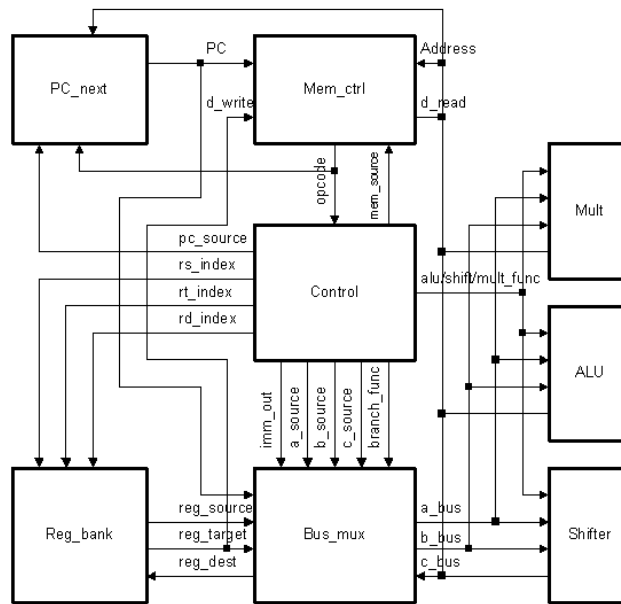 PC
Address
PC_next
Mem_ctrl
d_write
d_read
opcode
mem_source
Mult
pc_source
rs_index
rt_index
rd_index
Control
alu/shift/mult_func
ALU
imm_out
a_source
b_source
c_source
branch_func
Reg_bank
reg_source
reg_target
reg_dest
Bus_mux
a_bus
b_bus
c_bus
Shifter